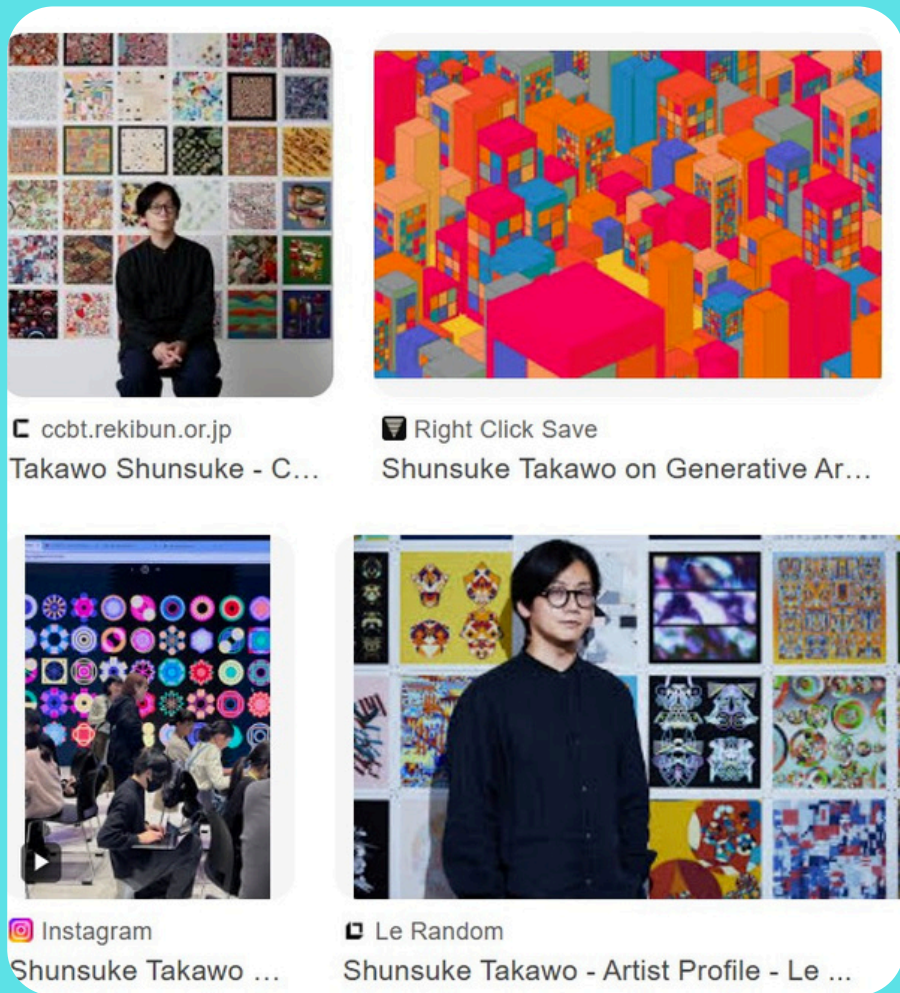 ccbt.rekibun.or.jp
Takawo Shunsuke - C...
Right Click Save
Shunsuke Takawo on Generative Ar...
Instagram
Shunsuke Takawo ...
Le Random
Shunsuke Takawo - Artist Profile - Le ...